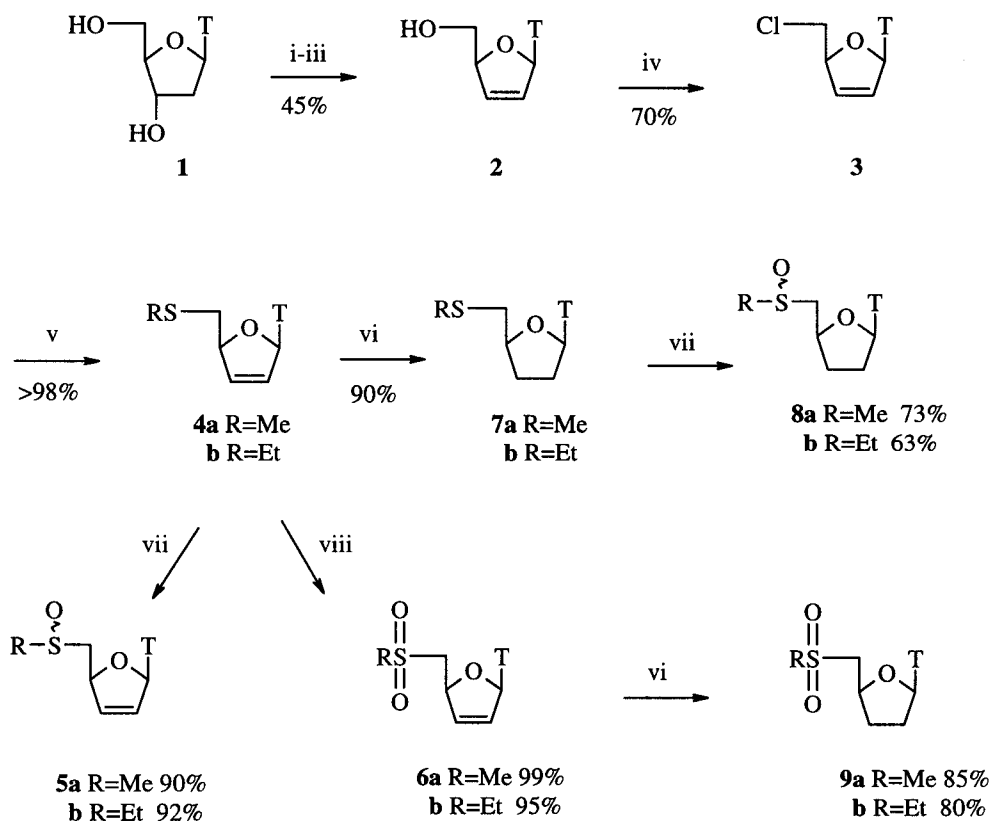 HO O T
i-iii
45%
HO
1
HO O T
iv
70%
2
Cl O T
3
v
>98%
RS O T
4a R=Me
b R=Et
vi
90%
RS O T
7a R=Me
b R=Et
vii
O
R S O T
8a R=Me 73%
b R=Et 63%
vii
viii
O
R S O T
5a R=Me 90%
b R=Et 92%
O
RS O T
O
6a R=Me 99%
b R=Et 95%
vi
O
RS O T
O
9a R=Me 85%
b R=Et 80%